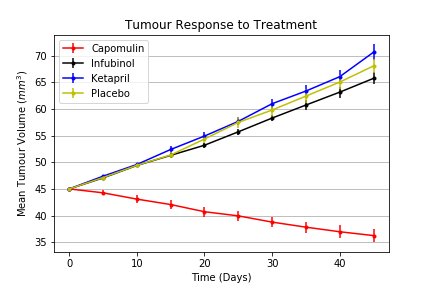 Tumour Response to Treatment
Capomulin
Infubinol
Ketapril
Placebo
Mean Tumour Volume (mm³)
70
65
60
55
50
45
40
35
0 10 20 30 40
Time (Days)